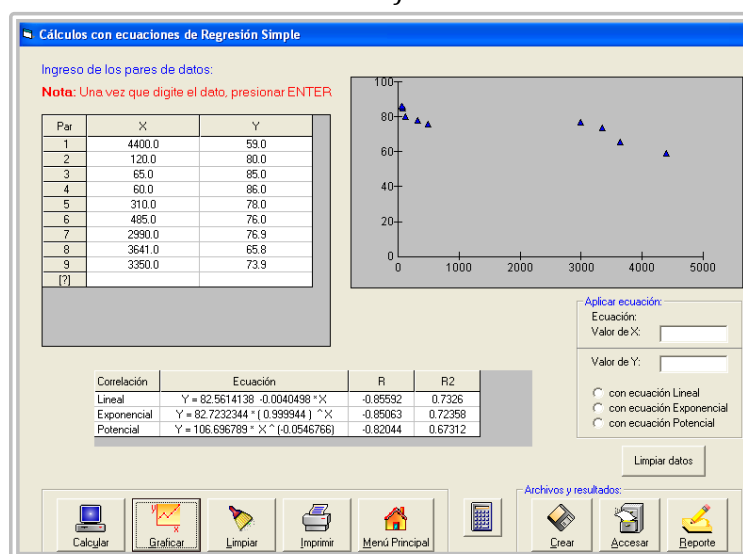 Cálculos con ecuaciones de Regresión Simple
Ingreso de los pares de datos:
Nota: Una vez que digite el dato, presionar ENTER
Par X Y
1 4400.0 59.0
2 120.0 80.0
3 65.0 85.0
4 60.0 86.0
5 310.0 78.0
6 485.0 76.0
7 2990.0 76.9
8 3641.0 65.8
9 3350.0 73.9
[?]
100
80
60
40
20
0
0 1000 2000 3000 4000 5000
Aplicar ecuación:
Ecuación:
Valor de X:
Valor de Y:
con ecuación Lineal
con ecuación Exponencial
con ecuación Potencial
Correlación Ecuación R R2
Lineal Y = 82.5614138 -0.0040498 * X -0.85592 0.7326
Exponencial Y = 82.7232344 * ( 0.999944 ) ^ X -0.85063 0.72358
Potencial Y = 106.696789 * X ^ (-0.0546766) -0.82044 0.67312
Limpiar datos
Archivos y resultados:
Calcular Graficar Limpiar Imprimir Menú Principal Crear Accesar Reporte